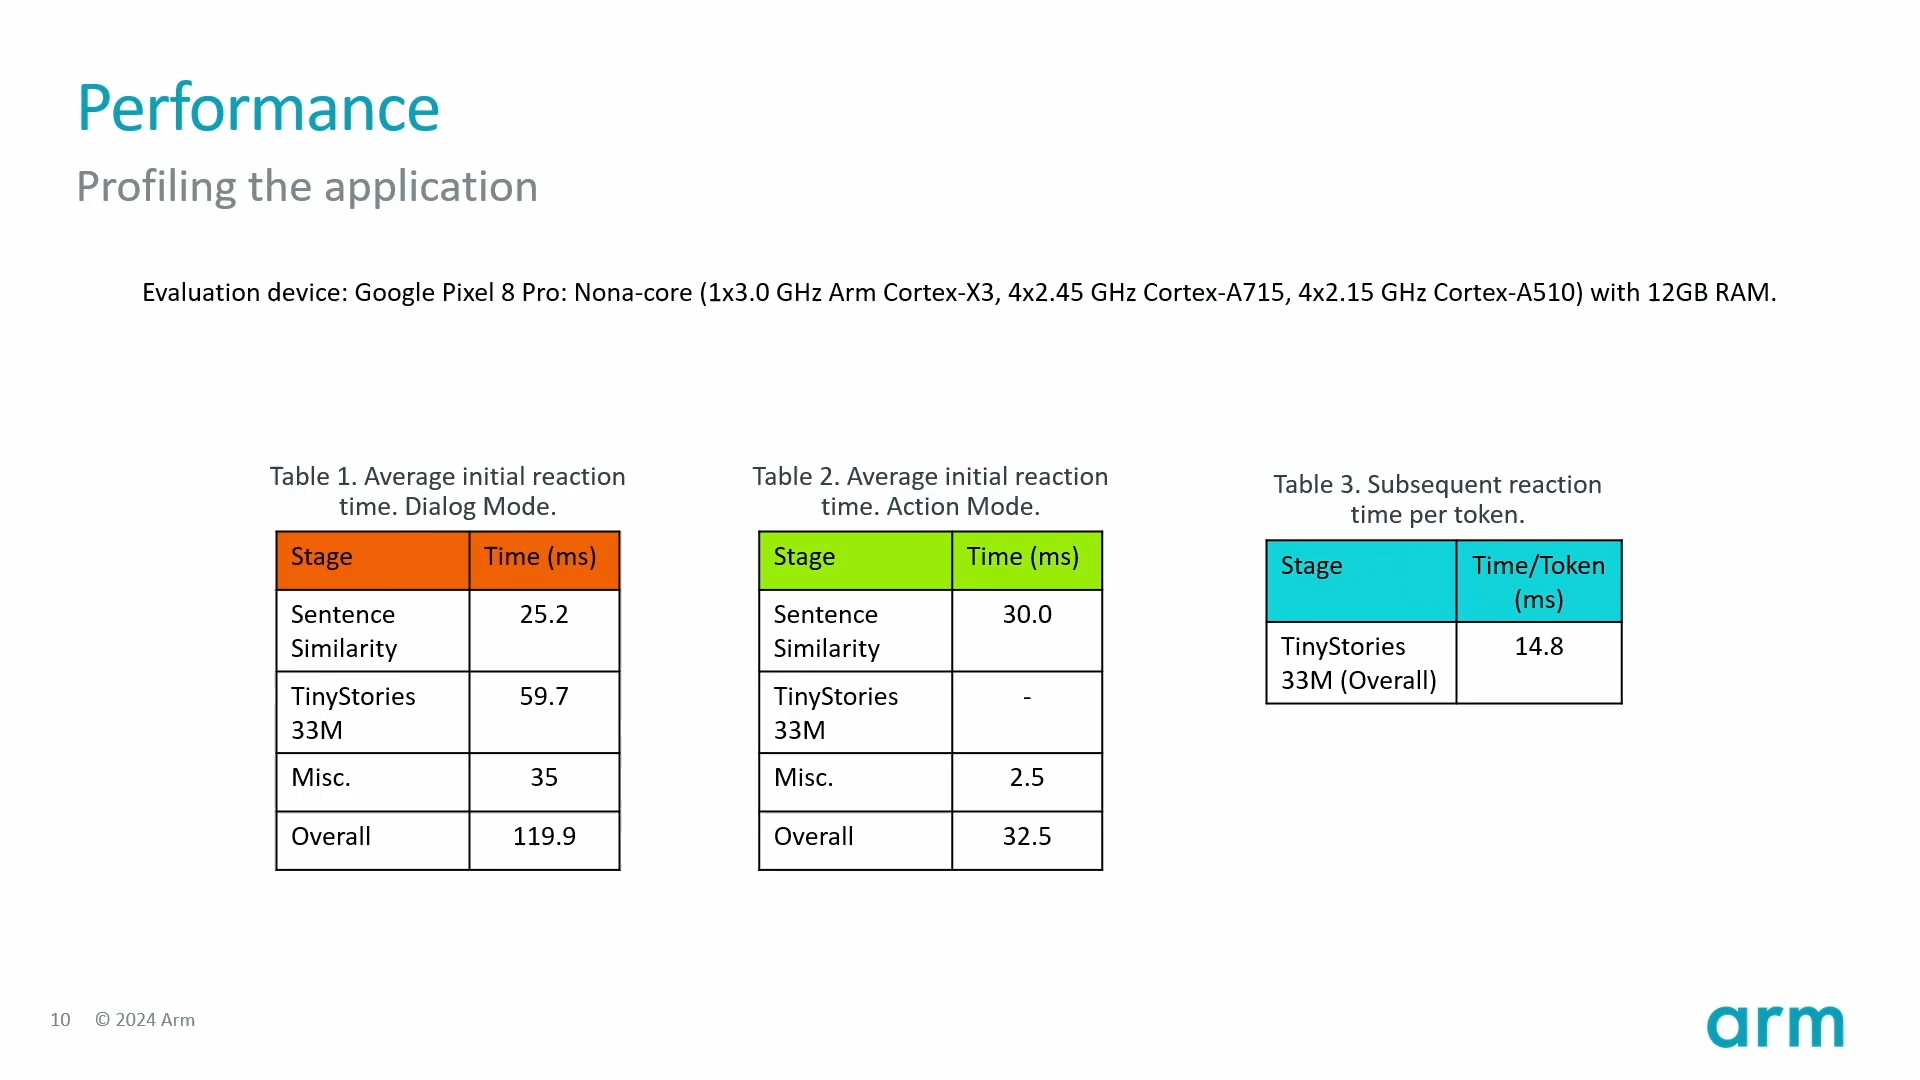 Performance
Profiling the application
Evaluation device: Google Pixel 8 Pro: Nona-core (1x3.0 GHz Arm Cortex-X3, 4x2.45 GHz Cortex-A715, 4x2.15 GHz Cortex-A510) with 12GB RAM.
Table 1. Average initial reaction
time. Dialog Mode.
Stage Time (ms)
Sentence 25.2
Similarity
TinyStories 59.7
33M
Misc. 35
Overall 119.9
Table 2. Average initial reaction
time. Action Mode.
Stage Time (ms)
Sentence 30.0
Similarity
TinyStories -
33M
Misc. 2.5
Overall 32.5
Table 3. Subsequent reaction
time per token.
Stage Time/Token
(ms)
TinyStories 14.8
33M (Overall)
10 © 2024 Arm
arm